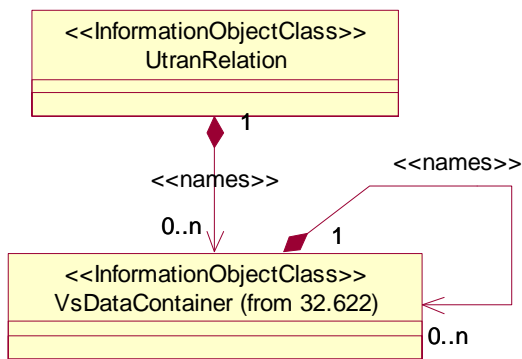 <<InformationObjectClass>>
UtranRelation
1
<<names>>
<<names>>
0..n
1
<<InformationObjectClass>>
VsDataContainer (from 32.622)
0..n